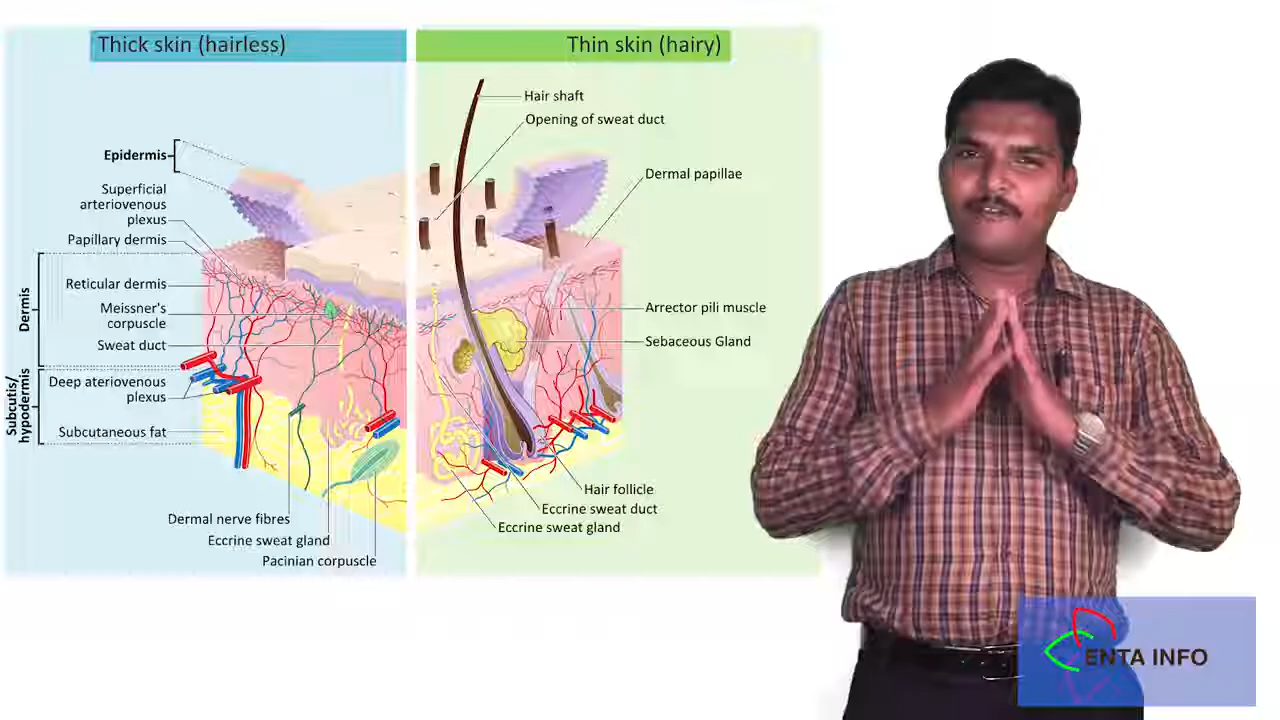 Thick skin (hairless)
Thin skin (hairy)
Hair shaft
Opening of sweat duct
Epidermis
Dermal papillae
Superficial
arteriovenous
plexus
Papillary dermis
Dermis
Reticular dermis
Meissner's
corpuscle
Arrector pili muscle
Sweat duct
Sebaceous Gland
Subcutis/
hypodermis
Deep ateriovenous
plexus
Subcutaneous fat
Hair follicle
Eccrine sweat duct
Eccrine sweat gland
Dermal nerve fibres
Eccrine sweat gland
Pacinian corpuscle
ENTA INFO